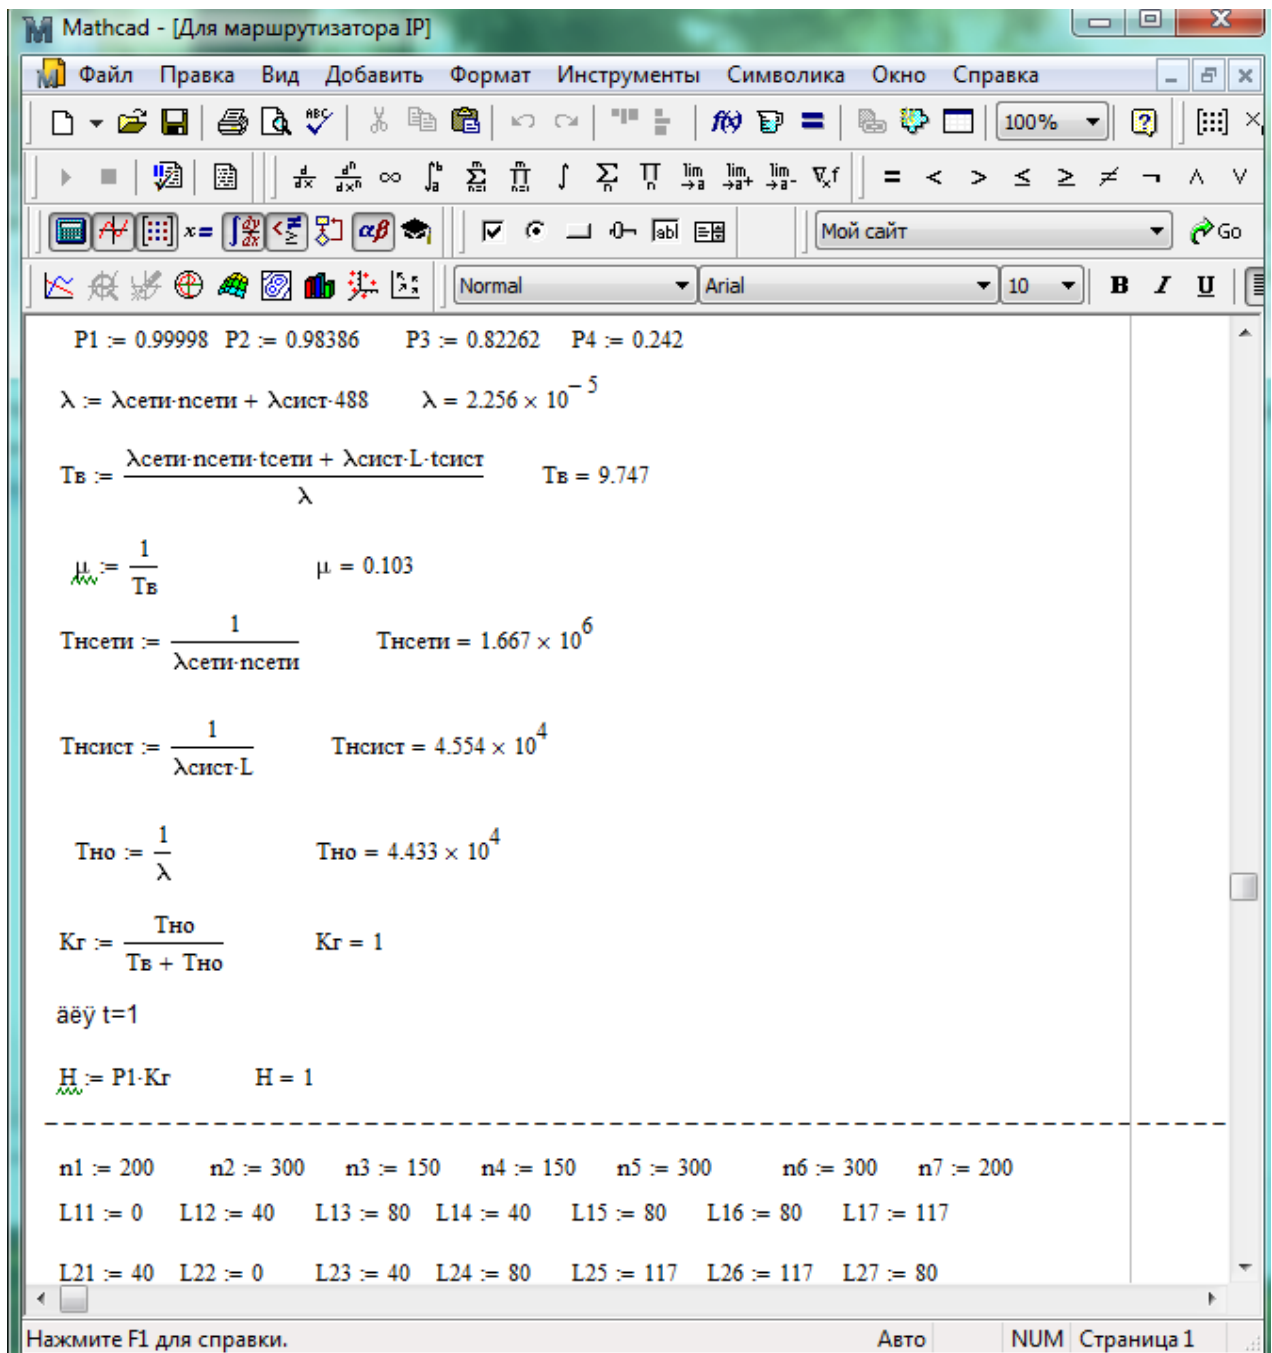 Mathcad - [Для маршрутизатора IP]
Файл Правка Вид Добавить Формат Инструменты Символика Окно Справка
100%
Мой сайт Go
Normal Arial 10 B I U
P1 := 0.99998 P2 := 0.98386 P3 := 0.82262 P4 := 0.242
λ := λсети·nсети + λсист·488 λ = 2.256 × 10^-5
Тв := (λсети·nсети·tсети + λсист·L·tсист)/λ Тв = 9.747
μ := 1/Тв μ = 0.103
Тнсети := 1/(λсети·nсети) Тнсети = 1.667 × 10^6
Тнсист := 1/(λсист·L) Тнсист = 4.554 × 10^4
Тно := 1/λ Тно = 4.433 × 10^4
Кг := Тно/(Тв + Тно) Кг = 1
äëÿ t=1
H := P1·Кг H = 1
n1 := 200 n2 := 300 n3 := 150 n4 := 150 n5 := 300 n6 := 300 n7 := 200
L11 := 0 L12 := 40 L13 := 80 L14 := 40 L15 := 80 L16 := 80 L17 := 117
L21 := 40 L22 := 0 L23 := 40 L24 := 80 L25 := 117 L26 := 117 L27 := 80
Нажмите F1 для справки. Авто NUM Страница 1